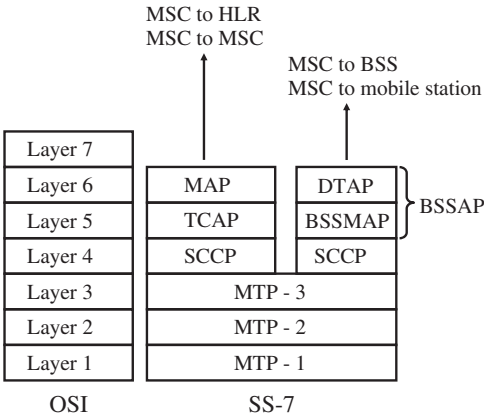 MSC to HLR
MSC to MSC
MSC to BSS
MSC to mobile station
Layer 7
Layer 6
MAP
DTAP
BSSAP
Layer 5
TCAP
BSSMAP
Layer 4
SCCP
SCCP
Layer 3
MTP - 3
Layer 2
MTP - 2
Layer 1
MTP - 1
OSI
SS-7